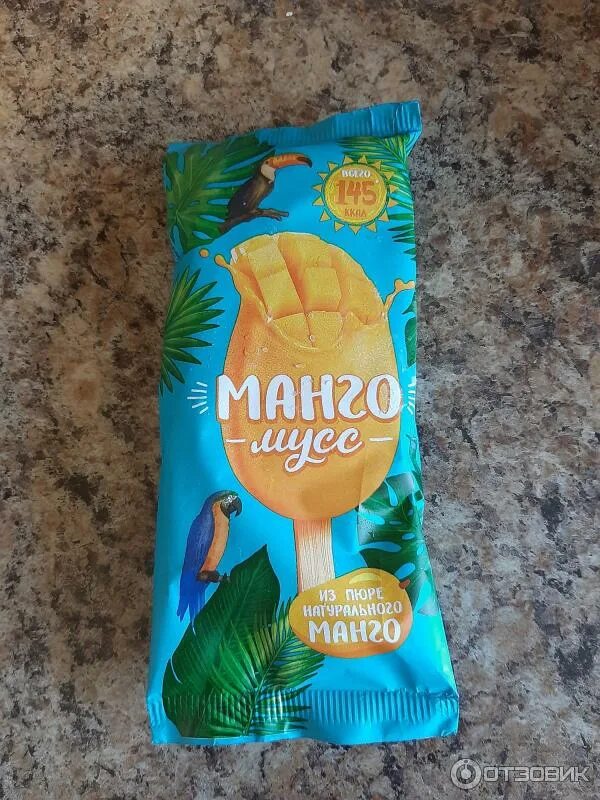 ВСЕГО
145
ККАЛ
МАНГО
мусс
ИЗ ПЮРЕ
НАТУРАЛЬНОГО
МАНГО
ОТЗОВИК